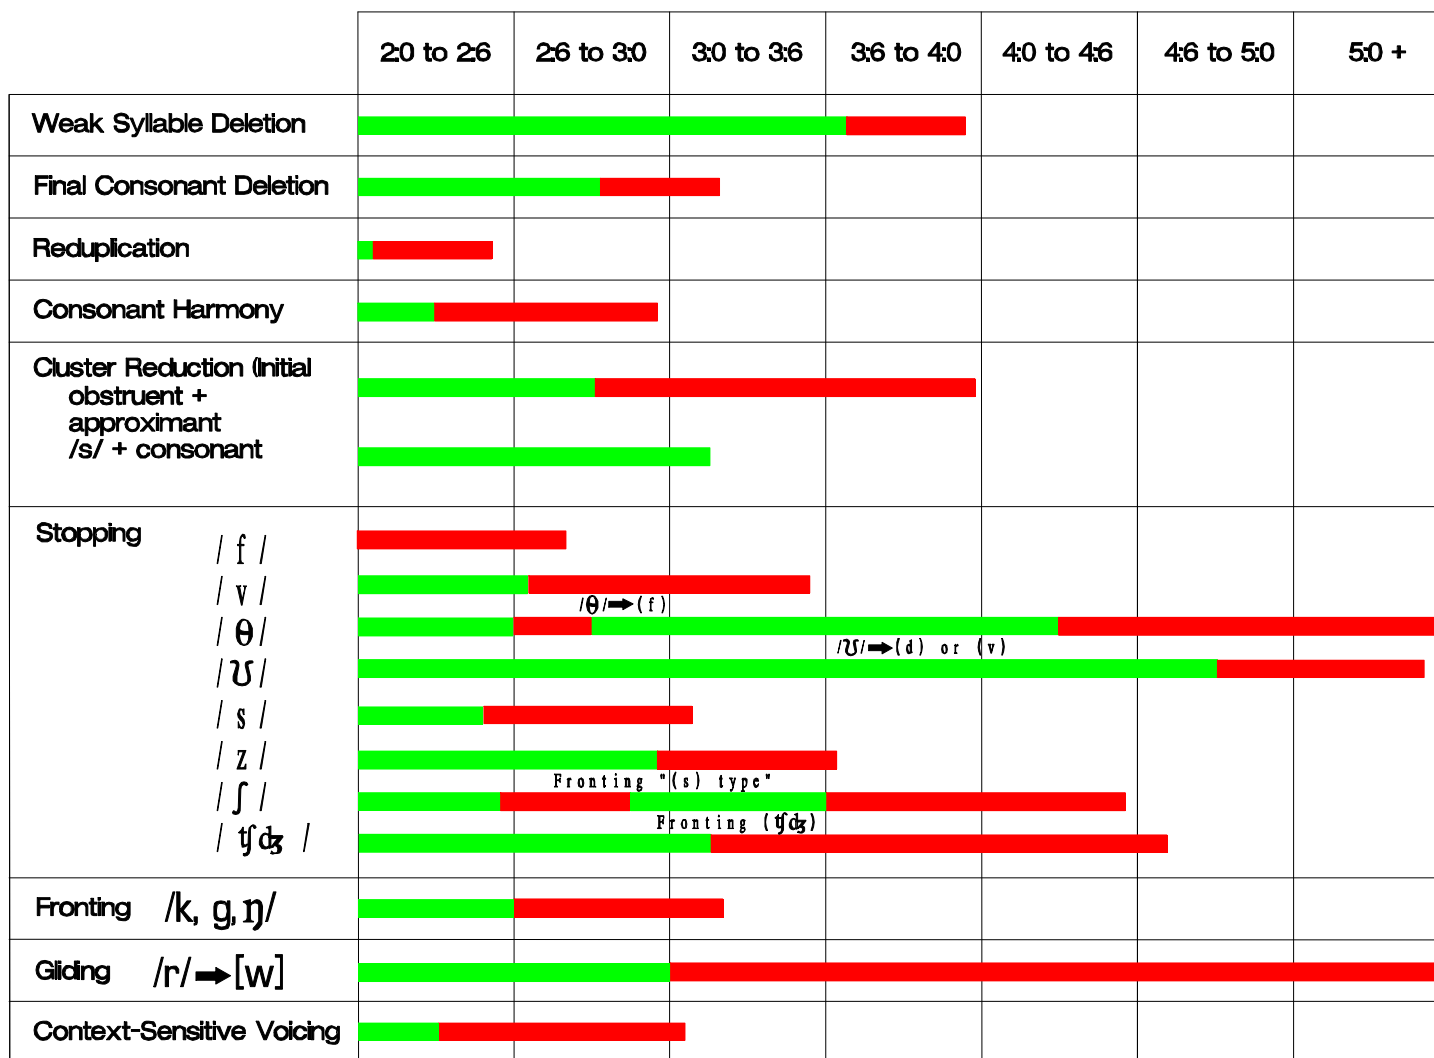 2:0 to 2:6 2:6 to 3:0 3:0 to 3:6 3:6 to 4:0 4:0 to 4:6 4:6 to 5:0 5:0 +
Weak Syllable Deletion
Final Consonant Deletion
Reduplication
Consonant Harmony
Cluster Reduction (Initial
obstruent +
approximant
/s/ + consonant
Stopping
/ f /
/ v /
/θ/➡(f)
/ θ /
/ʊ/➡(d) or (v)
/ ʊ /
/ s /
/ z /
Fronting "(s) type"
/ ʃ /
Fronting (tʃdʒ)
/ tʃdʒ /
Fronting /k, g, ŋ/
Gliding /r/➡[w]
Context-Sensitive Voicing